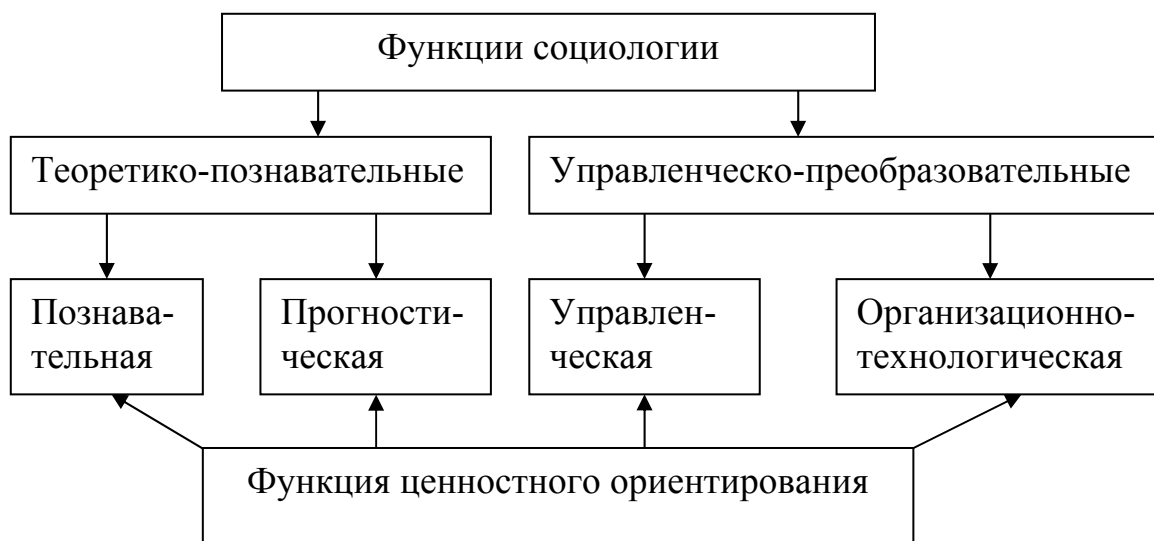 Функции социологии
Теоретико-познавательные
Управленческо-преобразовательные
Познава-
тельная
Прогности-
ческая
Управлен-
ческая
Организационно-
технологическая
Функция ценностного ориентирования